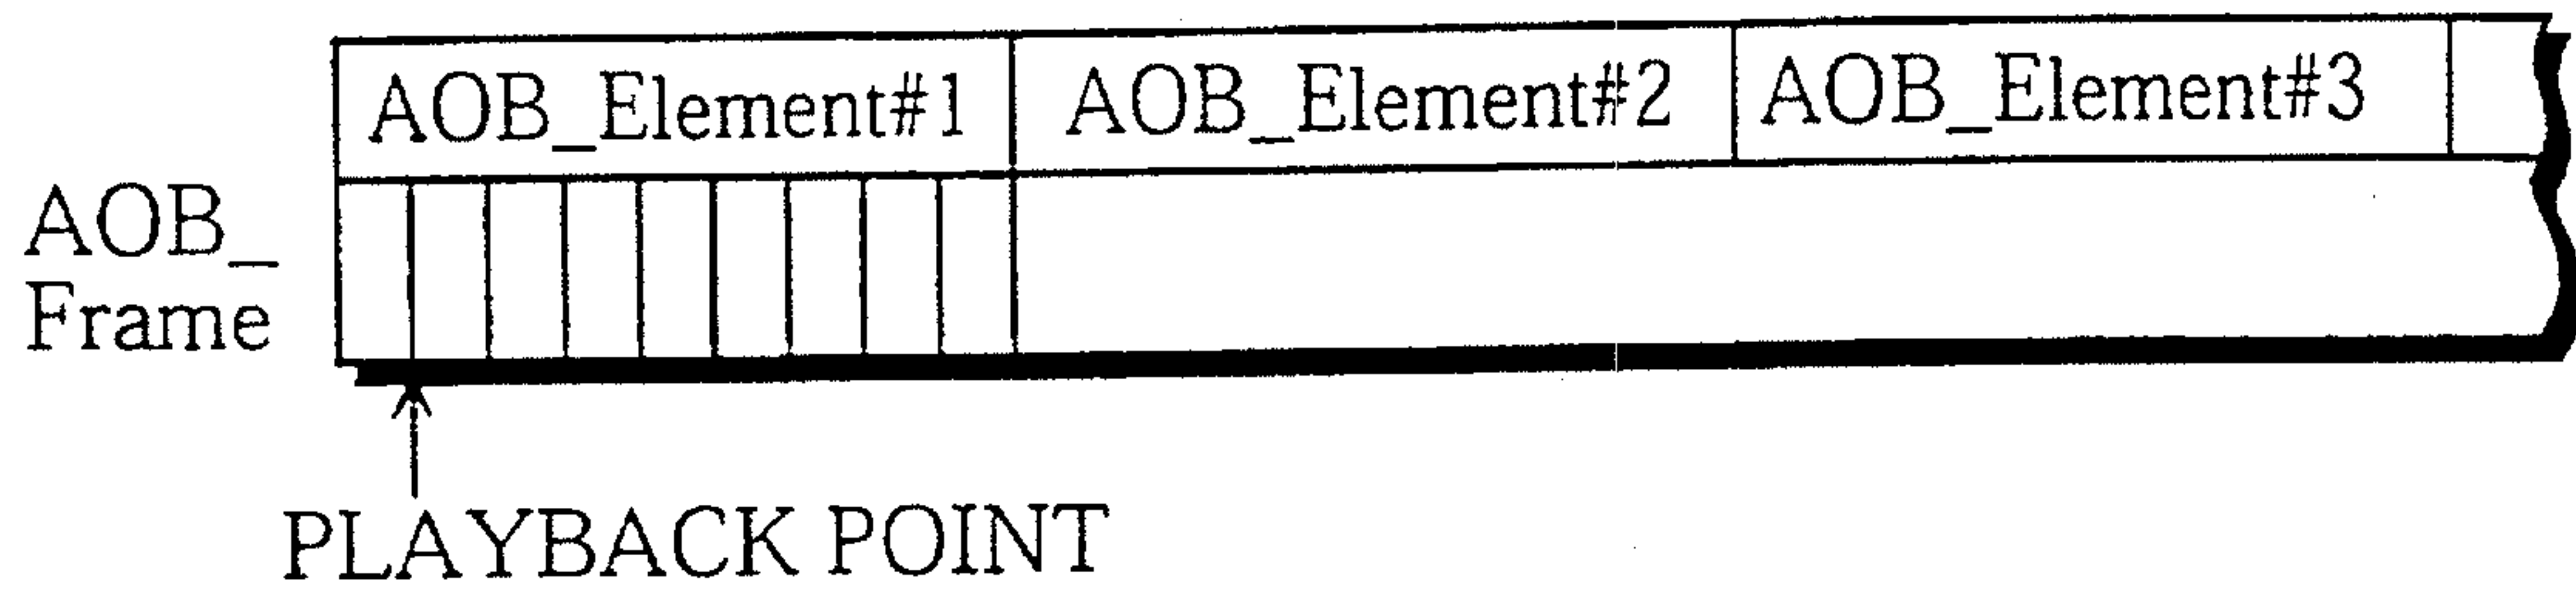 AOB_Element#1 AOB_Element#2 AOB_Element#3
AOB_
Frame
PLAYBACK POINT